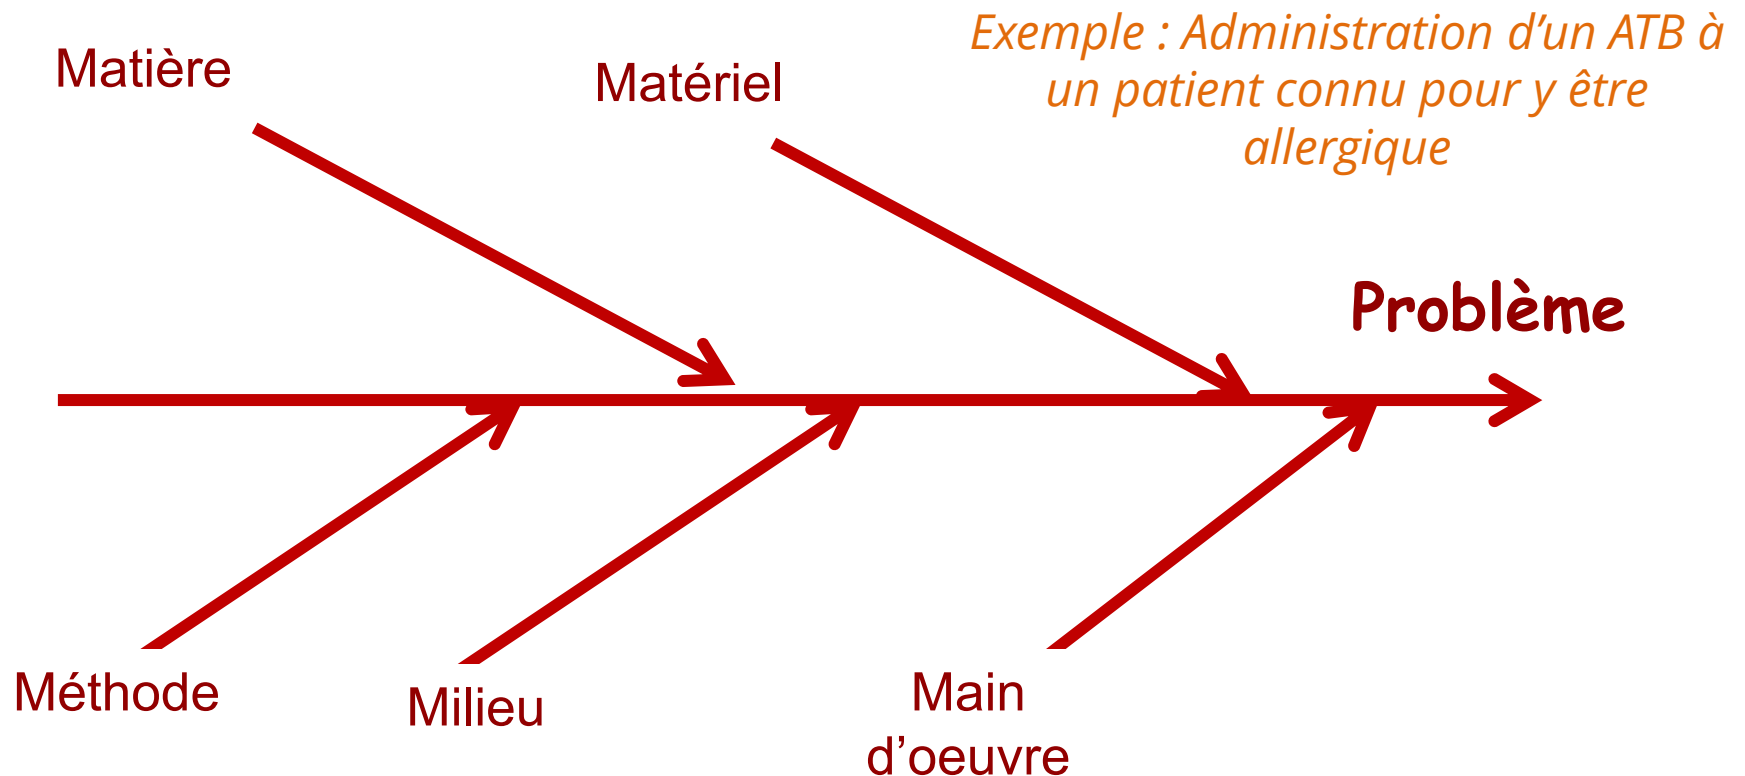 Exemple : Administration d’un ATB à
un patient connu pour y être
allergique
Matière
Matériel
Problème
Méthode
Milieu
Main
d’oeuvre